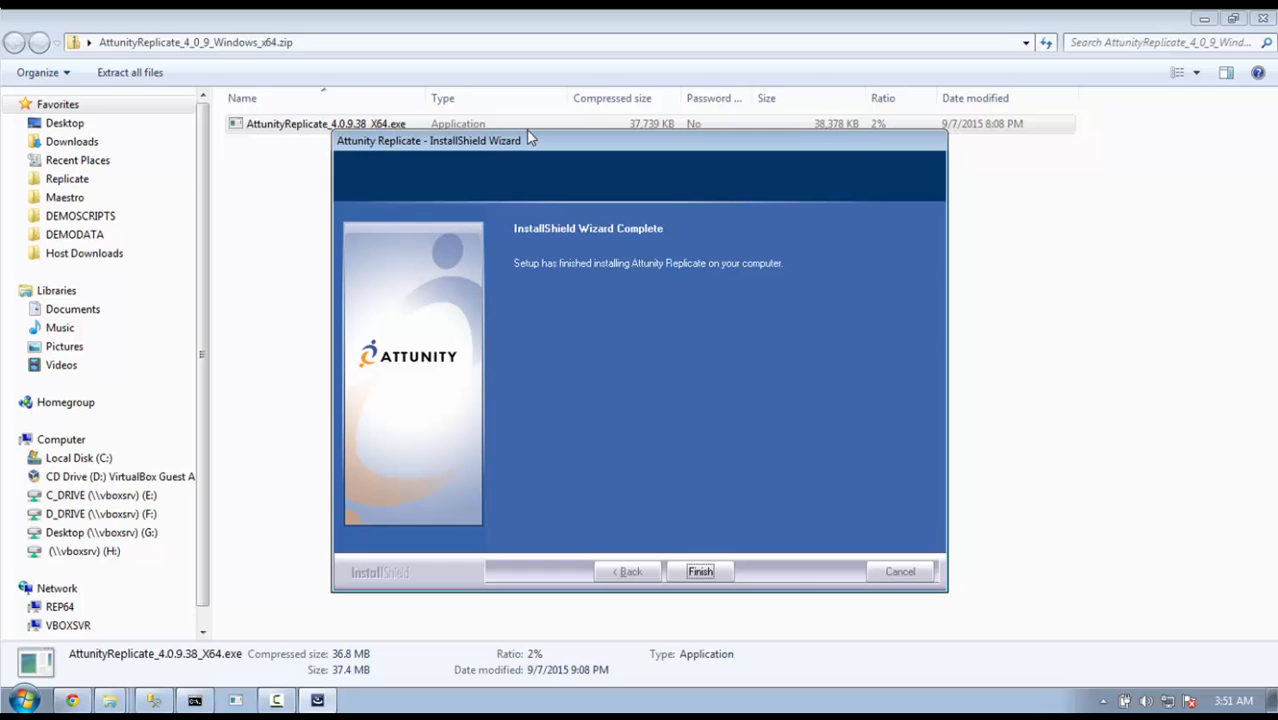 AttunityReplicate_4_0_9_Windows_x64.zip
Search AttunityReplicate_4_0_9_Wind...
Organize
Extract all files
Name
Type
Compressed size
Password ...
Size
Ratio
Date modified
AttunityReplicate_4.0.9.38_X64.exe
Application
37,739 KB
No
38,378 KB
2%
9/7/2015 8:08 PM
Favorites
Desktop
Downloads
Recent Places
Replicate
Maestro
DEMOSCRIPTS
DEMODATA
Host Downloads
Libraries
Documents
Music
Pictures
Videos
Homegroup
Computer
Local Disk (C:)
CD Drive (D:) VirtualBox Guest A
C_DRIVE (\\vboxsrv) (E:)
D_DRIVE (\\vboxsrv) (F:)
Desktop (\\vboxsrv) (G:)
(\\vboxsrv) (H:)
Network
REP64
VBOXSVR
Attunity Replicate - InstallShield Wizard
InstallShield Wizard Complete
Setup has finished installing Attunity Replicate on your computer.
ATTUNITY
InstallShield
< Back
Finish
Cancel
AttunityReplicate_4.0.9.38_X64.exe
Compressed size: 36.8 MB
Ratio: 2%
Type: Application
Size: 37.4 MB
Date modified: 9/7/2015 9:08 PM
3:51 AM